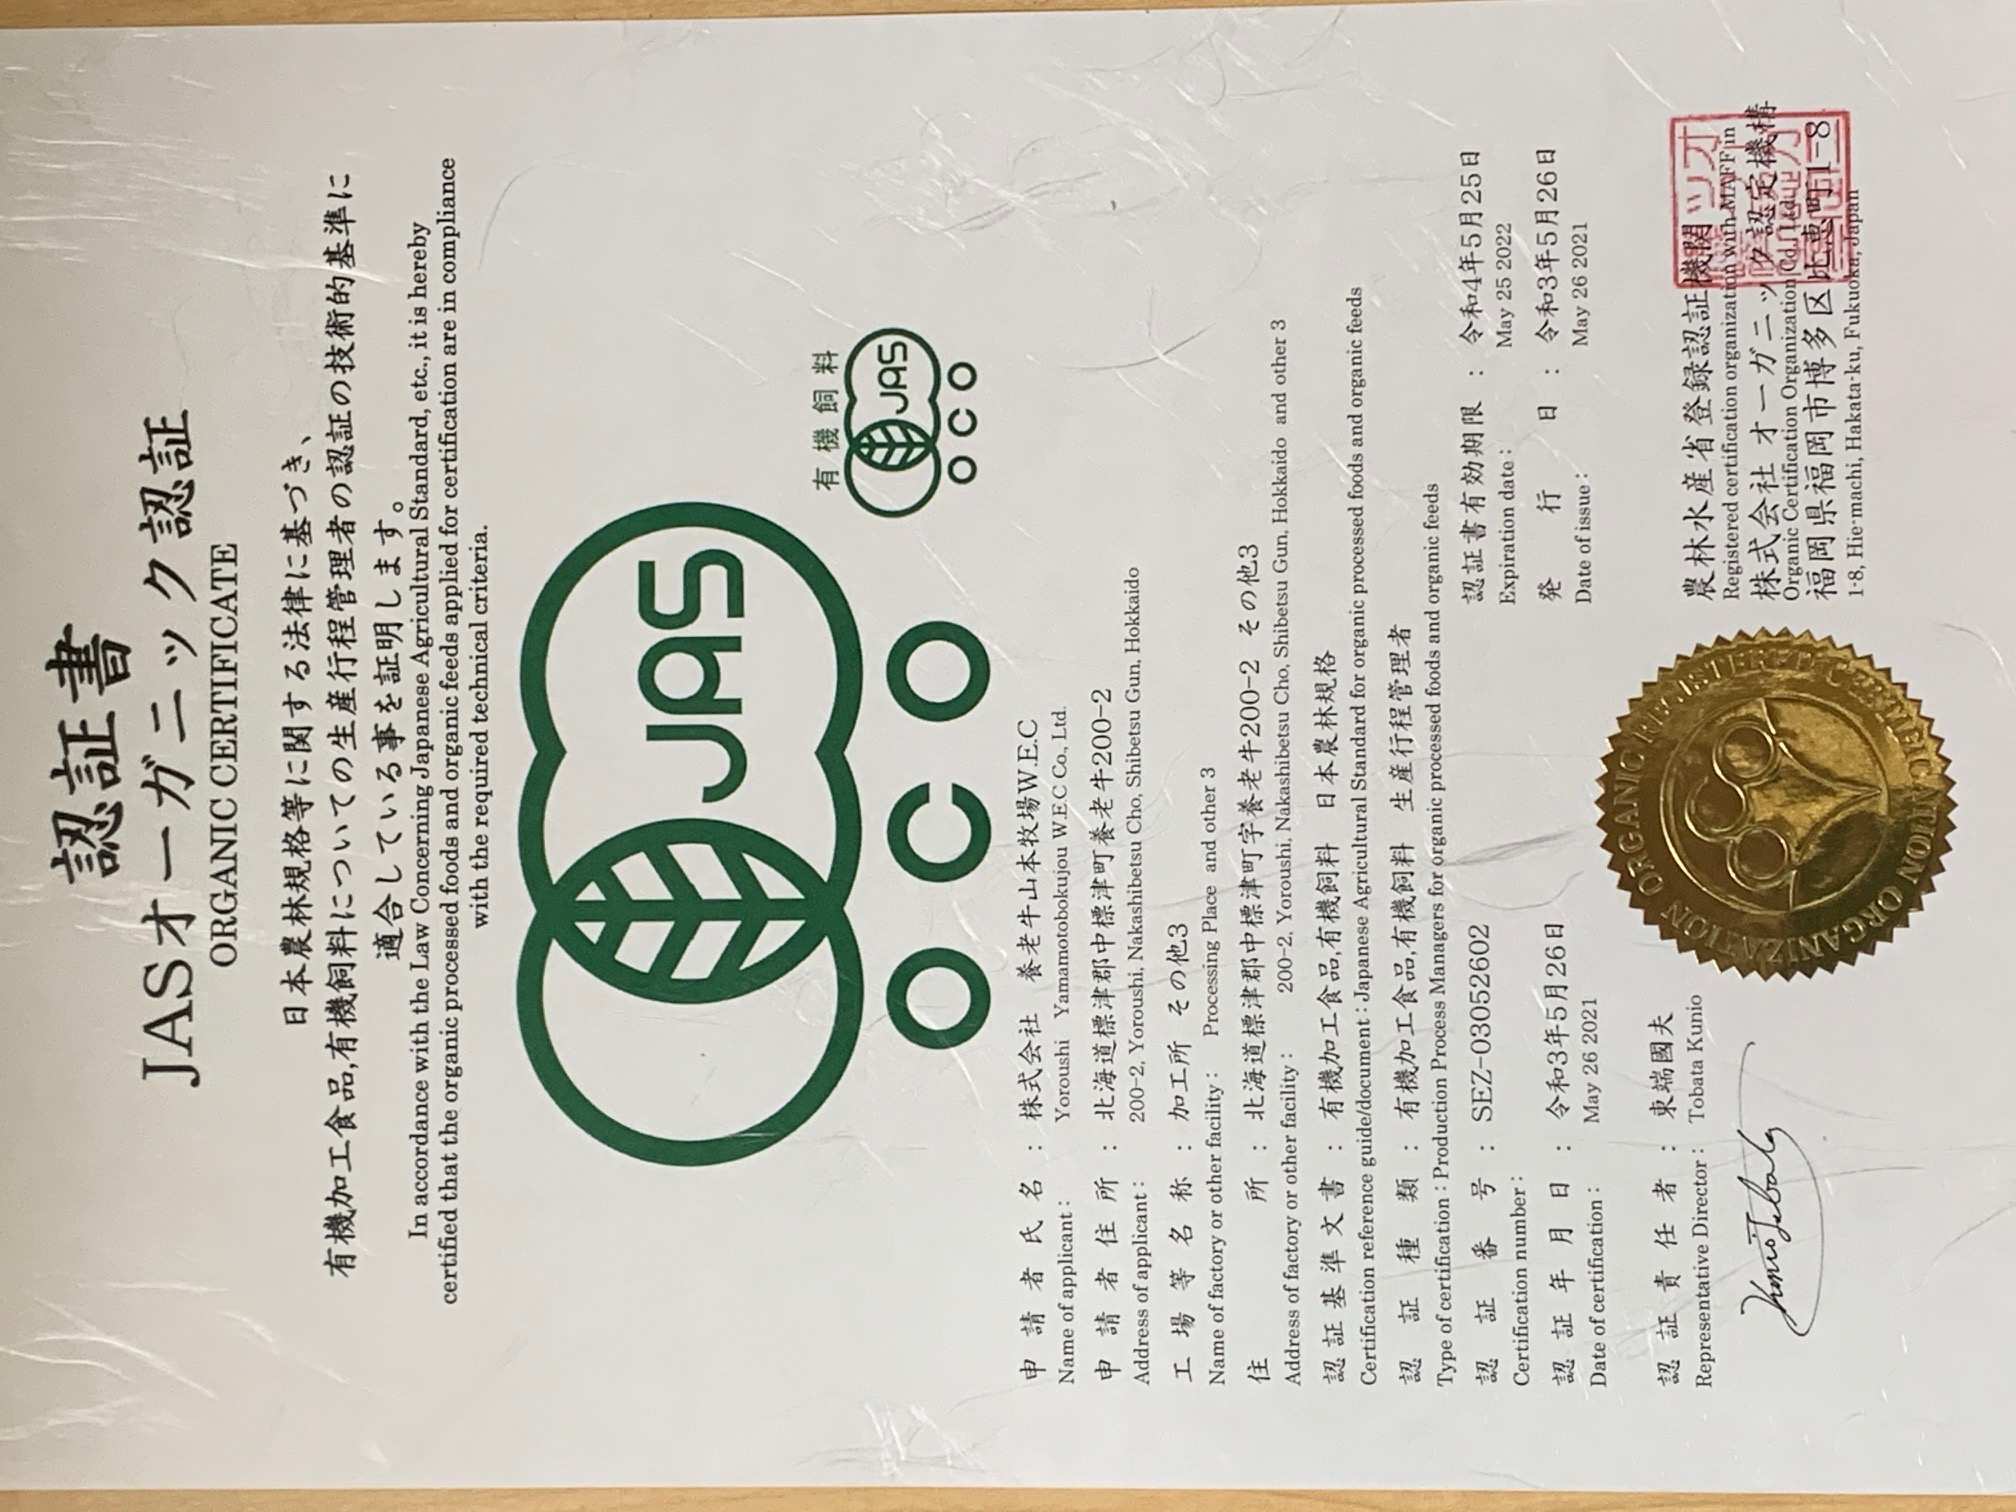 認証書
JASオーガニック認証
ORGANIC CERTIFICATE
日本農林規格等に関する法律に基づき、
有機加工食品,有機飼料についての生産行程管理者の認証の技術的基準に
適合している事を証明します。
In accordance with the Law Concerning Japanese Agricultural Standard, etc., it is hereby
certified that the organic processed foods and organic feeds applied for certification are in compliance
with the required technical criteria.
JAS
OCO
有機飼料
JAS
OCO
申請者氏名 : 株式会社 養老牛山本牧場W.E.C
Name of applicant : Yoroushi Yamamotobokujou W.E.C Co., Ltd.
申請者住所 : 北海道標津郡中標津町養老牛200-2
Address of applicant : 200-2, Yoroushi, Nakashibetsu Cho, Shibetsu Gun, Hokkaido
工場等名称 : 加工所 その他3
Name of factory or other facility : Processing Place and other 3
住所 : 北海道標津郡中標津町字養老牛200-2 その他3
Address of factory or other facility : 200-2, Yoroushi, Nakashibetsu Cho, Shibetsu Gun, Hokkaido and other 3
認証基準文書 : 有機加工食品,有機飼料 日本農林規格
Certification reference guide/document : Japanese Agricultural Standard for organic processed foods and organic feeds
認証種類 : 有機加工食品,有機飼料 生産行程管理者
Type of certification : Production Process Managers for organic processed foods and organic feeds
認証番号 : SEZ-03052602
Certification number :
認証書有効期限 : 令和4年5月25日
Expiration date : May 25 2022
認証年月日 : 令和3年5月26日
Date of certification : May 26 2021
発行日 : 令和3年5月26日
Date of issue : May 26 2021
認証責任者 : 東端國夫
Representative Director : Tobata Kunio
Kunio Tobata
ORGANIC REGISTERED CERTIFICATION ORGANIZATION
農林水産省登録認証機関
Registered certification organization with MAFF in
株式会社 オーガニック認定機構
Organic Certification Organization Co., Ltd.
福岡県福岡市博多区比恵町1-8
1-8, Hie-machi, Hakata-ku, Fukuoka, Japan